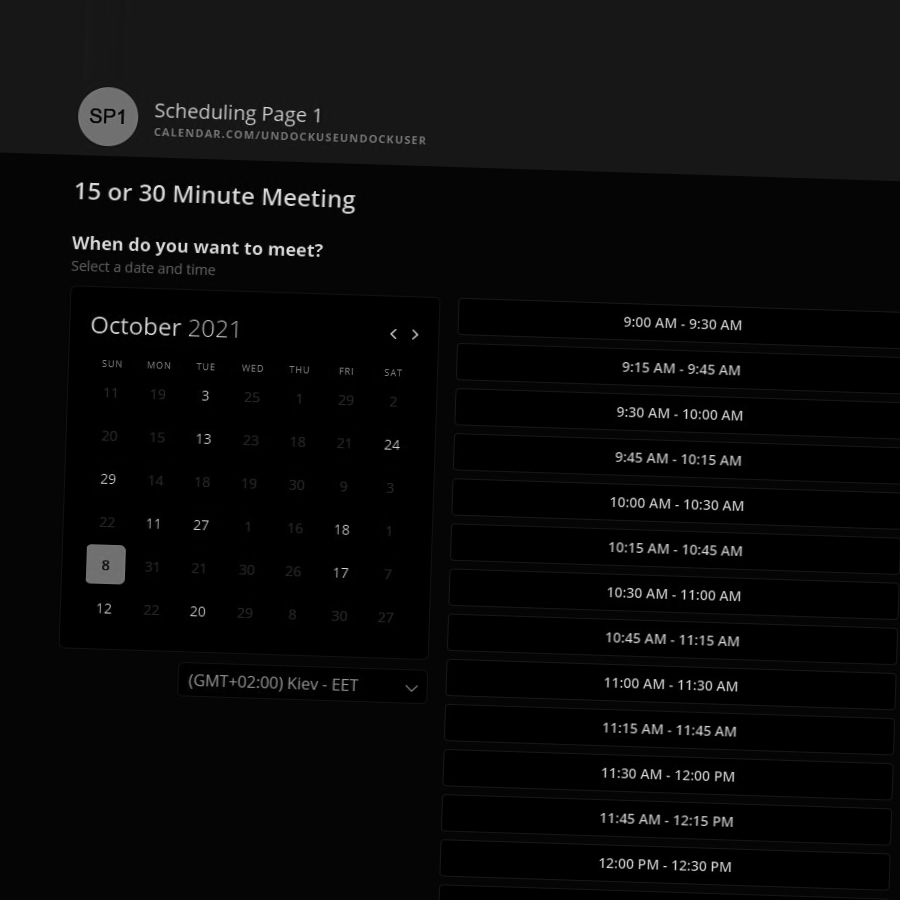 SP1
Scheduling Page 1
CALENDAR.COM/UNDOCKUSEUNDOCKUSER
15 or 30 Minute Meeting
When do you want to meet?
Select a date and time
October 2021
SUN MON TUE WED THU FRI SAT
11 19 3 25 1 29 2
20 15 13 23 18 21 24
29 14 18 19 30 9 3
22 11 27 1 16 18 1
8 31 21 30 26 17 7
12 22 20 29 8 30 27
(GMT+02:00) Kiev - EET
9:00 AM - 9:30 AM
9:15 AM - 9:45 AM
9:30 AM - 10:00 AM
9:45 AM - 10:15 AM
10:00 AM - 10:30 AM
10:15 AM - 10:45 AM
10:30 AM - 11:00 AM
10:45 AM - 11:15 AM
11:00 AM - 11:30 AM
11:15 AM - 11:45 AM
11:30 AM - 12:00 PM
11:45 AM - 12:15 PM
12:00 PM - 12:30 PM